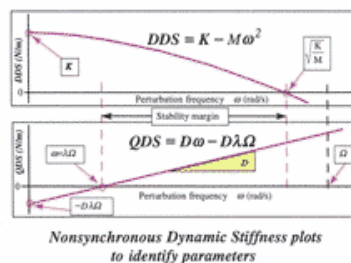 DDS (N/m)
DDS = K - Mω²
K
√K/M
0
Perturbation frequency ω (rad/s)
Stability margin
QDS (N/m)
QDS = Dω - DλΩ
ω=λΩ
D
Ω
0
Perturbation frequency ω (rad/s)
-DλΩ
Nonsynchronous Dynamic Stiffness plots
to identify parameters